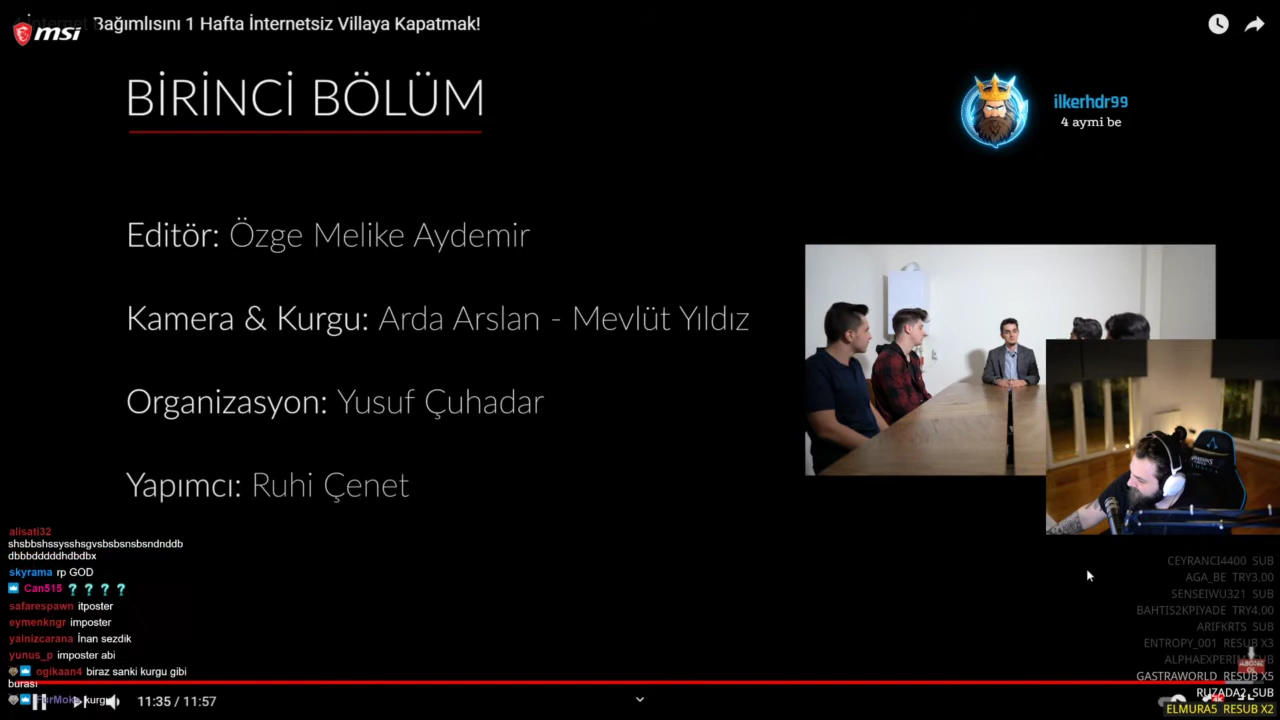 Bağımlısını 1 Hafta İnternetsiz Villaya Kapatmak!
msi
BİRİNCİ BÖLÜM
ilkerhdr99
4 aymi be
Editör: Özge Melike Aydemir
Kamera & Kurgu: Arda Arslan - Mevlüt Yıldız
Organizasyon: Yusuf Çuhadar
Yapımcı: Ruhi Çenet
alisati32
shsbbshssysshsgvsbsbsnsbsndnddb
dbbbdddddhdbdbx
skyrama rp GOD
Can515 ? ? ? ?
safarespawn itposter
eymenkngr imposter
yainizcarana İnan sezdik
yunus_p imposter abi
ogikaan4 biraz sanki kurgu gibi
burası
11:35 / 11:57
CEYRANCI4400 SUB
AGA_BE TRY3.00
SENSEIWU321 SUB
BAHTIS2KPIYADE TRY4.00
ARIFKRTS SUB
ENTROPY_001 RESUB X3
GASTRAWORLD RESUB X5
RUZADA2 SUB
ELMURA5 RESUB X2